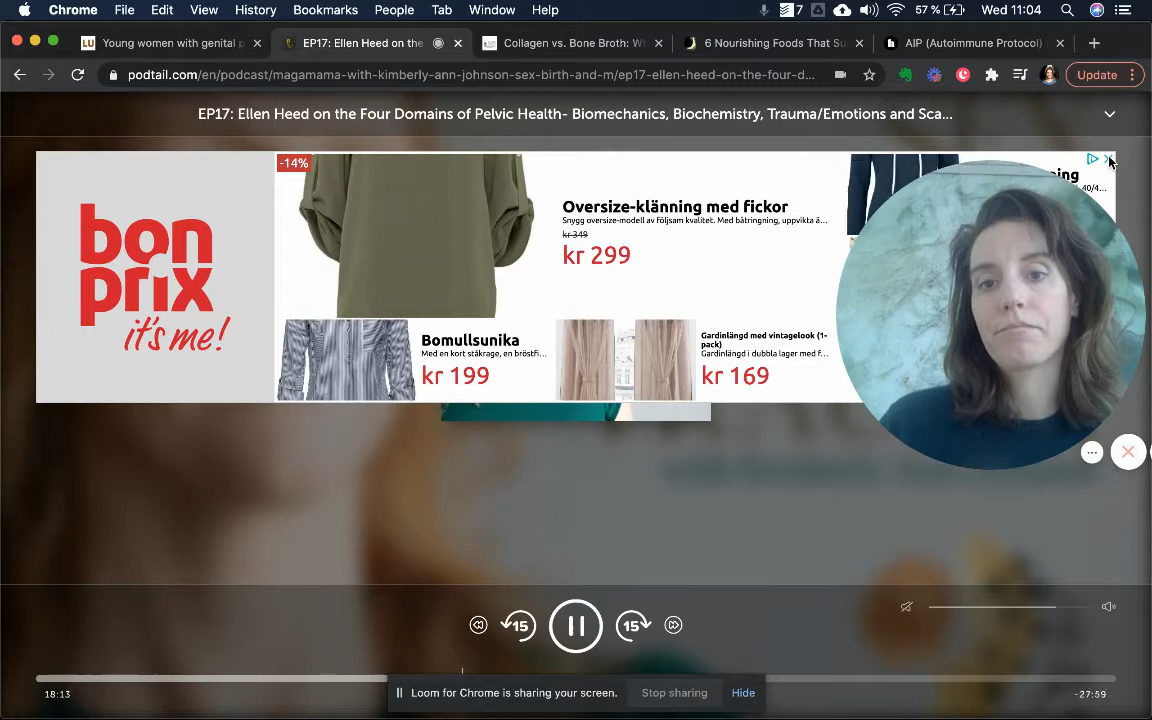 Chrome File Edit View History Bookmarks People Tab Window Help 7 57 % Wed 11:04
LU Young women with genital p EP17: Ellen Heed on the Collagen vs. Bone Broth: W 6 Nourishing Foods That Su AIP (Autoimmune Protocol)
podtail.com/en/podcast/magamama-with-kimberly-ann-johnson-sex-birth-and-m/ep17-ellen-heed-on-the-four-d... Update
EP17: Ellen Heed on the Four Domains of Pelvic Health- Biomechanics, Biochemistry, Trauma/Emotions and Sca...
-14%
ning
40/4...
bon
prix
it's me!
Oversize-klänning med fickor
Snygg oversize-modell av följsam kvalitet. Med båtringning, uppvikta ä...
kr 349
kr 299
Bomullsunika
Med en kort ståkrage, en bröstfi...
kr 199
Gardinlängd med vintagelook (1-
pack)
Gardinlängd i dubbla lager med f...
kr 169
15 15
18:13
-27:59
Loom for Chrome is sharing your screen. Stop sharing Hide